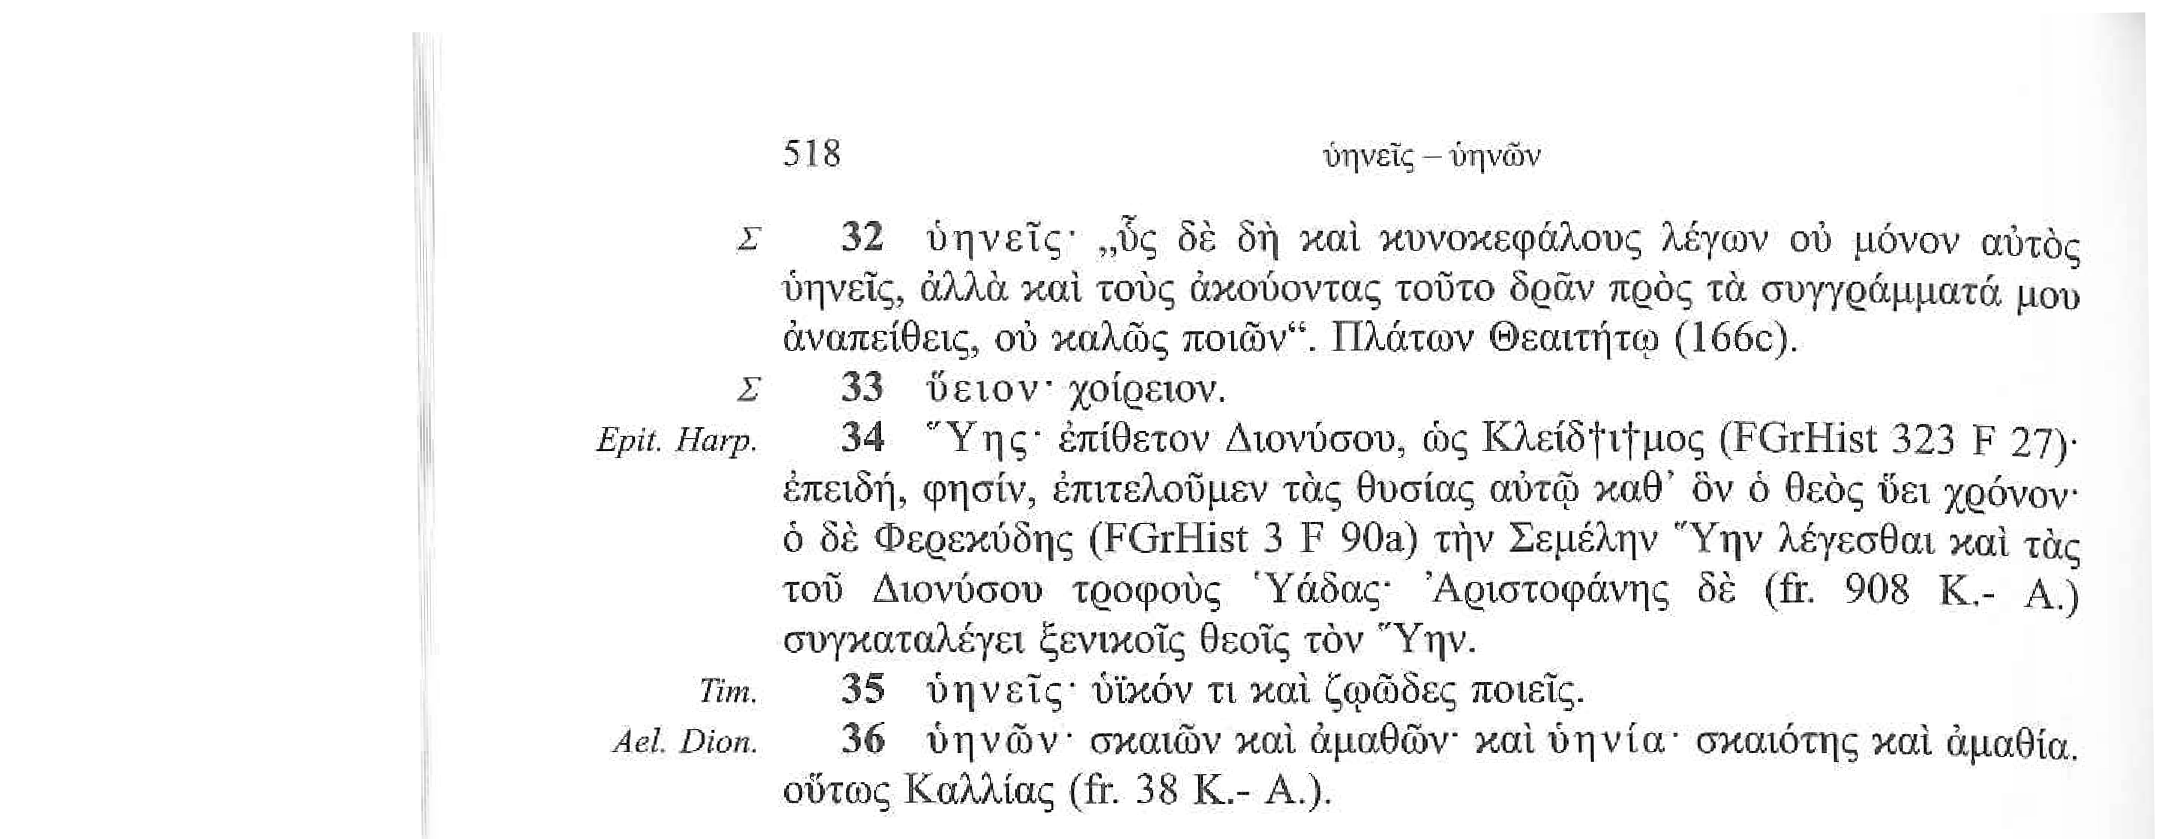 518 ὑηνεῖς – ὑηνῶν
Σ 32 ὑηνεῖς· „ὗς δὲ δὴ καὶ κυνοκεφάλους λέγων οὐ μόνον αὐτὸς
ὑηνεῖς, ἀλλὰ καὶ τοὺς ἀκούοντας τοῦτο δρᾶν πρὸς τὰ συγγράμματά μου
ἀναπείθεις, οὐ καλῶς ποιῶν“. Πλάτων Θεαιτήτῳ (166c).
Σ 33 ὕειον· χοίρειον.
Epit. Harp. 34 Ὕης· ἐπίθετον Διονύσου, ὡς Κλείδ†ι†μος (FGrHist 323 F 27)·
ἐπειδή, φησίν, ἐπιτελοῦμεν τὰς θυσίας αὐτῷ καθ’ ὃν ὁ θεὸς ὕει χρόνον·
ὁ δὲ Φερεκύδης (FGrHist 3 F 90a) τὴν Σεμέλην Ὕην λέγεσθαι καὶ τὰς
τοῦ Διονύσου τροφοὺς Ὑάδας· Ἀριστοφάνης δὲ (fr. 908 K.- A.)
συγκαταλέγει ξενικοῖς θεοῖς τὸν Ὕην.
Tim. 35 ὑηνεῖς· ὑϊκόν τι καὶ ζῳῶδες ποιεῖς.
Ael. Dion. 36 ὑηνῶν· σκαιῶν καὶ ἀμαθῶν· καὶ ὑηνία· σκαιότης καὶ ἀμαθία.
οὕτως Καλλίας (fr. 38 K.- A.).